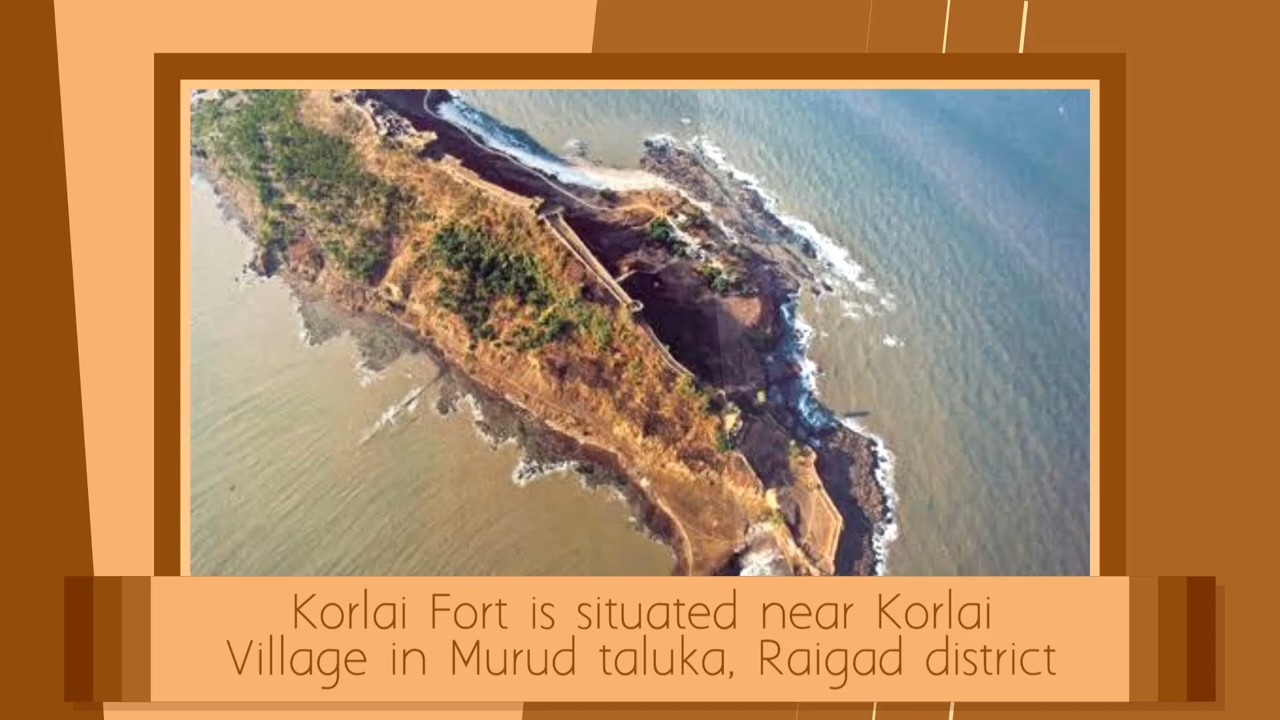 Korlai Fort is situated near Korlai
Village in Murud taluka, Raigad district